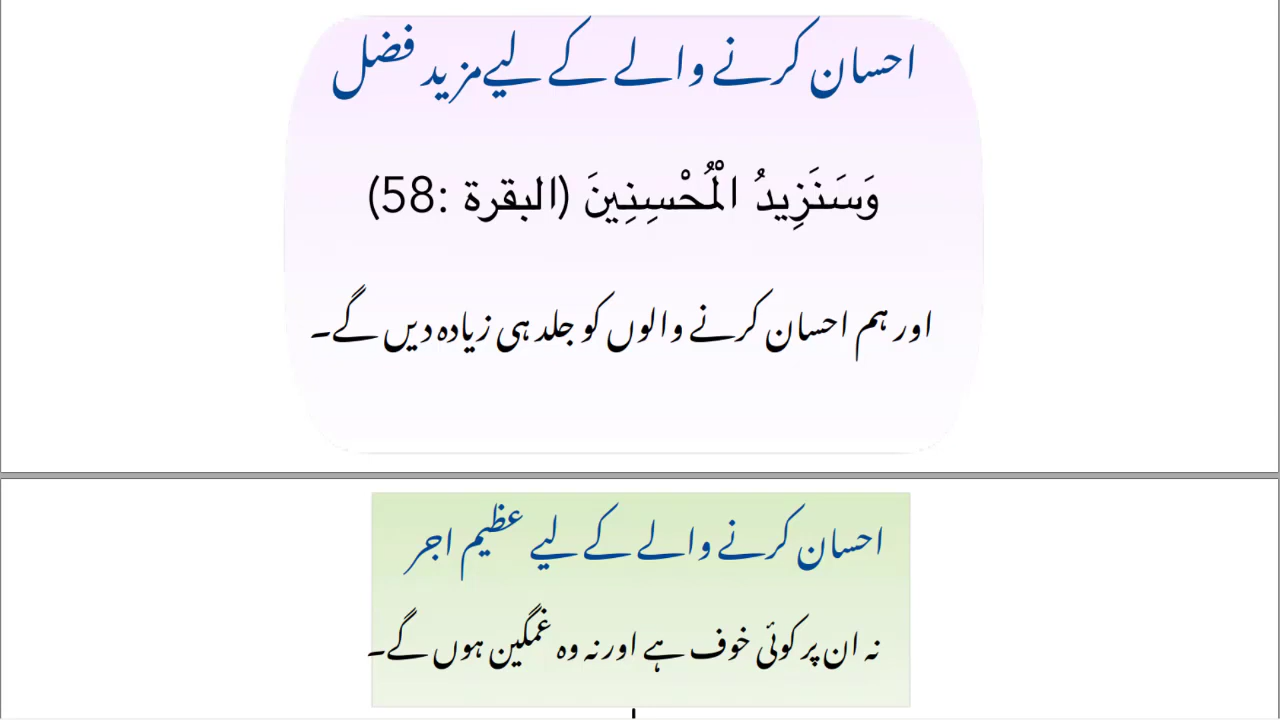 احسان کرنے والے کے لیےمزید فضل
وَسَنَزِيدُ الْمُحْسِنِينَ (البقرة :58)
اور ہم احسان کرنے والوں کو جلد ہی زیادہ دیں گے۔
احسان کرنے والے کے لیے عظیم اجر
نہ ان پر کوئی خوف ہے اور نہ وہ غمگین ہوں گے۔